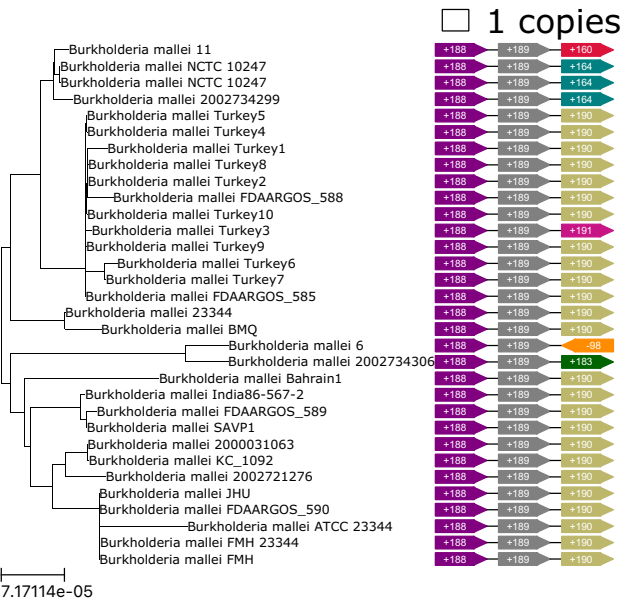 1 copies
Burkholderia mallei 11 +188 +189 +160
Burkholderia mallei NCTC 10247 +188 +189 +164
Burkholderia mallei NCTC 10247 +188 +189 +164
Burkholderia mallei 2002734299 +188 +189 +164
Burkholderia mallei Turkey5 +188 +189 +190
Burkholderia mallei Turkey4 +188 +189 +190
Burkholderia mallei Turkey1 +188 +189 +190
Burkholderia mallei Turkey8 +188 +189 +190
Burkholderia mallei Turkey2 +188 +189 +190
Burkholderia mallei FDAARGOS_588 +188 +189 +190
Burkholderia mallei Turkey10 +188 +189 +190
Burkholderia mallei Turkey3 +188 +189 +191
Burkholderia mallei Turkey9 +188 +189 +190
Burkholderia mallei Turkey6 +188 +189 +190
Burkholderia mallei Turkey7 +188 +189 +190
Burkholderia mallei FDAARGOS_585 +188 +189 +190
Burkholderia mallei 23344 +188 +189 +190
Burkholderia mallei BMQ +188 +189 +190
Burkholderia mallei 6 +188 +189 -98
Burkholderia mallei 2002734306 +188 +189 +183
Burkholderia mallei Bahrain1 +188 +189 +190
Burkholderia mallei India86-567-2 +188 +189 +190
Burkholderia mallei FDAARGOS_589 +188 +189 +190
Burkholderia mallei SAVP1 +188 +189 +190
Burkholderia mallei 2000031063 +188 +189 +190
Burkholderia mallei KC_1092 +188 +189 +190
Burkholderia mallei 2002721276 +188 +189 +190
Burkholderia mallei JHU +188 +189 +190
Burkholderia mallei FDAARGOS_590 +188 +189 +190
Burkholderia mallei ATCC 23344 +188 +189 +190
Burkholderia mallei FMH 23344 +188 +189 +190
Burkholderia mallei FMH +188 +189 +190
7.17114e-05